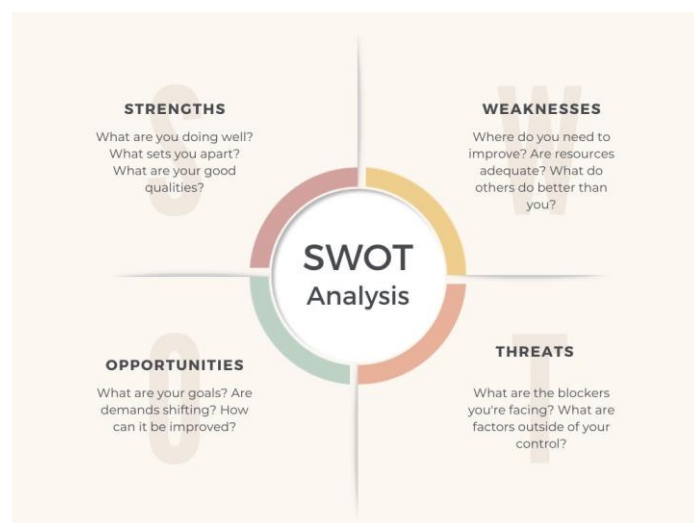 S
STRENGTHS
What are you doing well?
What sets you apart?
What are your good
qualities?
W
WEAKNESSES
Where do you need to
improve? Are resources
adequate? What do
others do better than
you?
SWOT
Analysis
O
OPPORTUNITIES
What are your goals? Are
demands shifting? How
can it be improved?
T
THREATS
What are the blockers
you're facing? What are
factors outside of your
control?